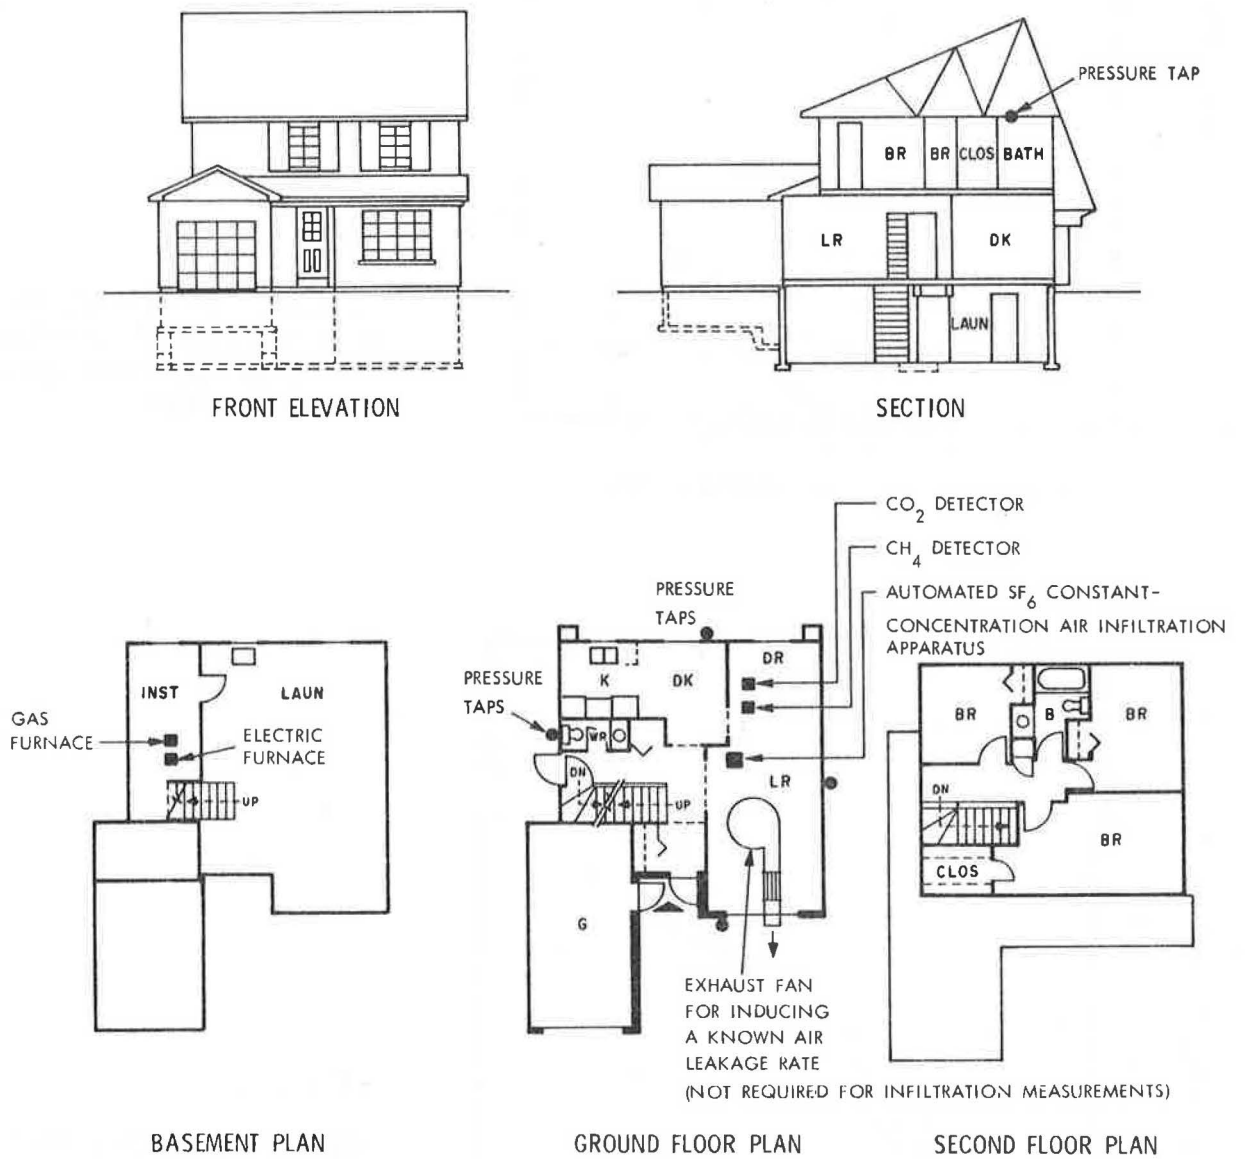 PRESSURE TAP
BR
BR
CLOS
BATH
LR
DK
LAUN
FRONT ELEVATION
SECTION
CO2 DETECTOR
CH4 DETECTOR
AUTOMATED SF6 CONSTANT-
CONCENTRATION AIR INFILTRATION
APPARATUS
PRESSURE
TAPS
PRESSURE
TAPS
INST
LAUN
GAS
FURNACE
ELECTRIC
FURNACE
UP
K
DK
DR
WR
DN
UP
LR
G
EXHAUST FAN
FOR INDUCING
A KNOWN AIR
LEAKAGE RATE
(NOT REQUIRED FOR INFILTRATION MEASUREMENTS)
BR
B
BR
DN
BR
CLOS
BASEMENT PLAN
GROUND FLOOR PLAN
SECOND FLOOR PLAN